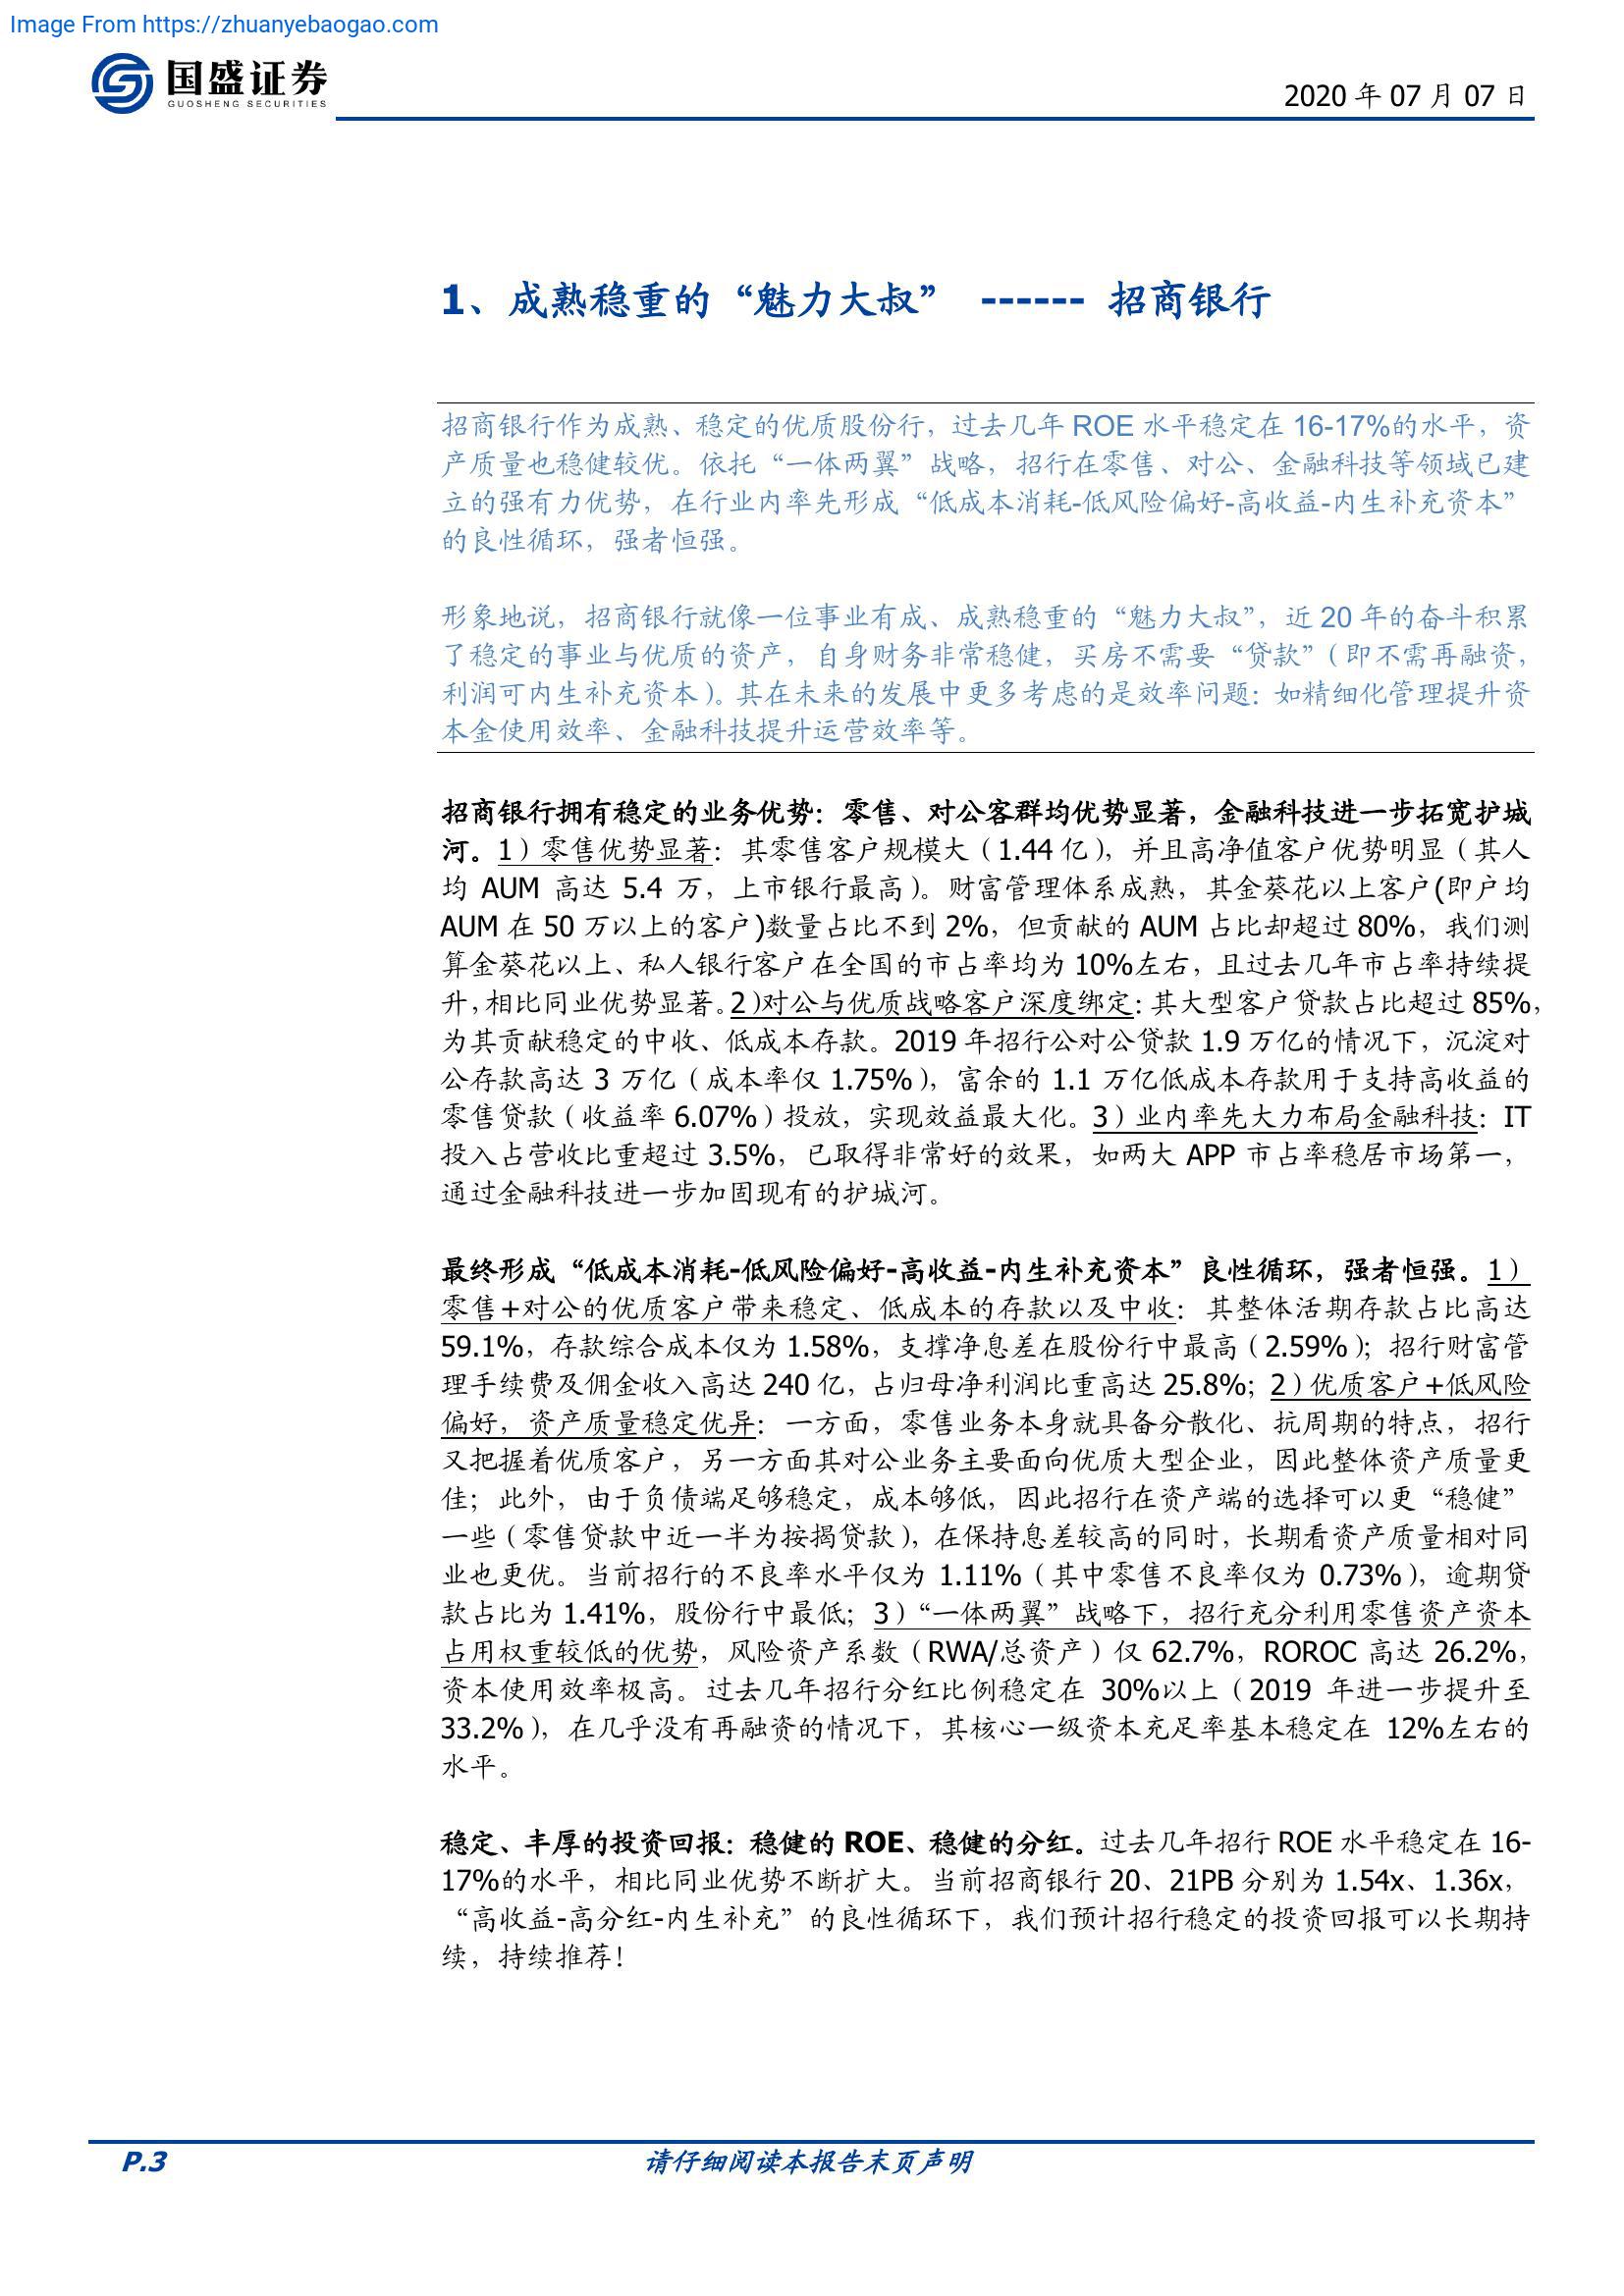 Image From https://zhuanyebaogao.com
国盛证券
GUOSHENG SECURITIES
2020 年 07 月 07 日
1、成熟稳重的“魅力大叔” ------ 招商银行
招商银行作为成熟、稳定的优质股份行，过去几年 ROE 水平稳定在 16-17%的水平，资
产质量也稳健较优。依托“一体两翼”战略，招行在零售、对公、金融科技等领域已建
立的强有力优势，在行业内率先形成“低成本消耗-低风险偏好-高收益-内生补充资本”
的良性循环，强者恒强。
形象地说，招商银行就像一位事业有成、成熟稳重的“魅力大叔”，近 20 年的奋斗积累
了稳定的事业与优质的资产，自身财务非常稳健，买房不需要“贷款”（即不需再融资，
利润可内生补充资本）。其在未来的发展中更多考虑的是效率问题：如精细化管理提升资
本金使用效率、金融科技提升运营效率等。
招商银行拥有稳定的业务优势：零售、对公客群均优势显著，金融科技进一步拓宽护城
河。1）零售优势显著：其零售客户规模大（1.44 亿），并且高净值客户优势明显（其人
均 AUM 高达 5.4 万，上市银行最高）。财富管理体系成熟，其金葵花以上客户(即户均
AUM 在 50 万以上的客户)数量占比不到 2%，但贡献的 AUM 占比却超过 80%，我们测
算金葵花以上、私人银行客户在全国的市占率均为 10%左右，且过去几年市占率持续提
升，相比同业优势显著。2）对公与优质战略客户深度绑定：其大型客户贷款占比超过 85%，
为其贡献稳定的中收、低成本存款。2019 年招行公对公贷款 1.9 万亿的情况下，沉淀对
公存款高达 3 万亿（成本率仅 1.75%），富余的 1.1 万亿低成本存款用于支持高收益的
零售贷款（收益率 6.07%）投放，实现效益最大化。3）业内率先大力布局金融科技：IT
投入占营收比重超过 3.5%，已取得非常好的效果，如两大 APP 市占率稳居市场第一，
通过金融科技进一步加固现有的护城河。
最终形成“低成本消耗-低风险偏好-高收益-内生补充资本”良性循环，强者恒强。1）
零售+对公的优质客户带来稳定、低成本的存款以及中收：其整体活期存款占比高达
59.1%，存款综合成本仅为 1.58%，支撑净息差在股份行中最高（2.59%）；招行财富管
理手续费及佣金收入高达 240 亿，占归母净利润比重高达 25.8%；2）优质客户+低风险
偏好，资产质量稳定优异：一方面，零售业务本身就具备分散化、抗周期的特点，招行
又把握着优质客户，另一方面其对公业务主要面向优质大型企业，因此整体资产质量更
佳；此外，由于负债端足够稳定，成本够低，因此招行在资产端的选择可以更“稳健”
一些（零售贷款中近一半为按揭贷款），在保持息差较高的同时，长期看资产质量相对同
业也更优。当前招行的不良率水平仅为 1.11%（其中零售不良率仅为 0.73%），逾期贷
款占比为 1.41%，股份行中最低；3）“一体两翼”战略下，招行充分利用零售资产资本
占用权重较低的优势，风险资产系数（RWA/总资产）仅 62.7%，ROROC 高达 26.2%，
资本使用效率极高。过去几年招行分红比例稳定在 30%以上（2019 年进一步提升至
33.2%），在几乎没有再融资的情况下，其核心一级资本充足率基本稳定在 12%左右的
水平。
稳定、丰厚的投资回报：稳健的 ROE、稳健的分红。过去几年招行 ROE 水平稳定在 16-
17%的水平，相比同业优势不断扩大。当前招商银行 20、21PB 分别为 1.54x、1.36x，
“高收益-高分红-内生补充”的良性循环下，我们预计招行稳定的投资回报可以长期持
续，持续推荐！
P.3
请仔细阅读本报告末页声明